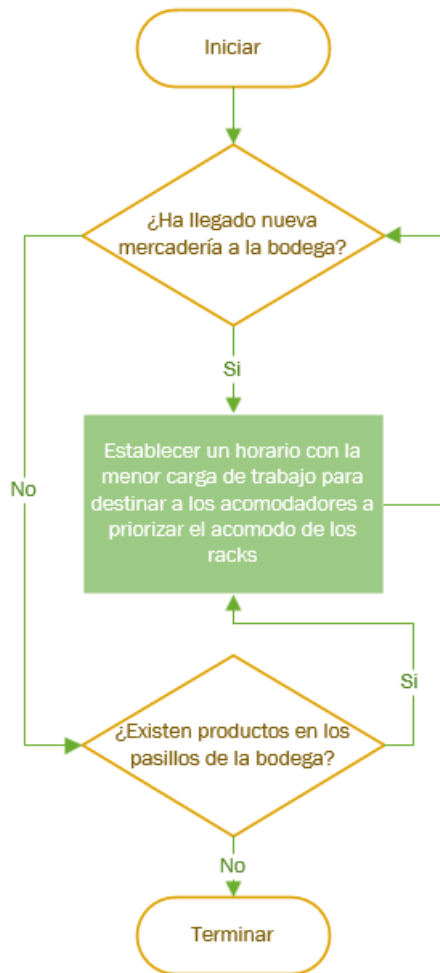 Iniciar
¿Ha llegado nueva
mercadería a la bodega?
Si
Establecer un horario con la
menor carga de trabajo para
destinar a los acomodadores a
priorizar el acomodo de los
racks
No
Si
¿Existen productos en los
pasillos de la bodega?
No
Terminar